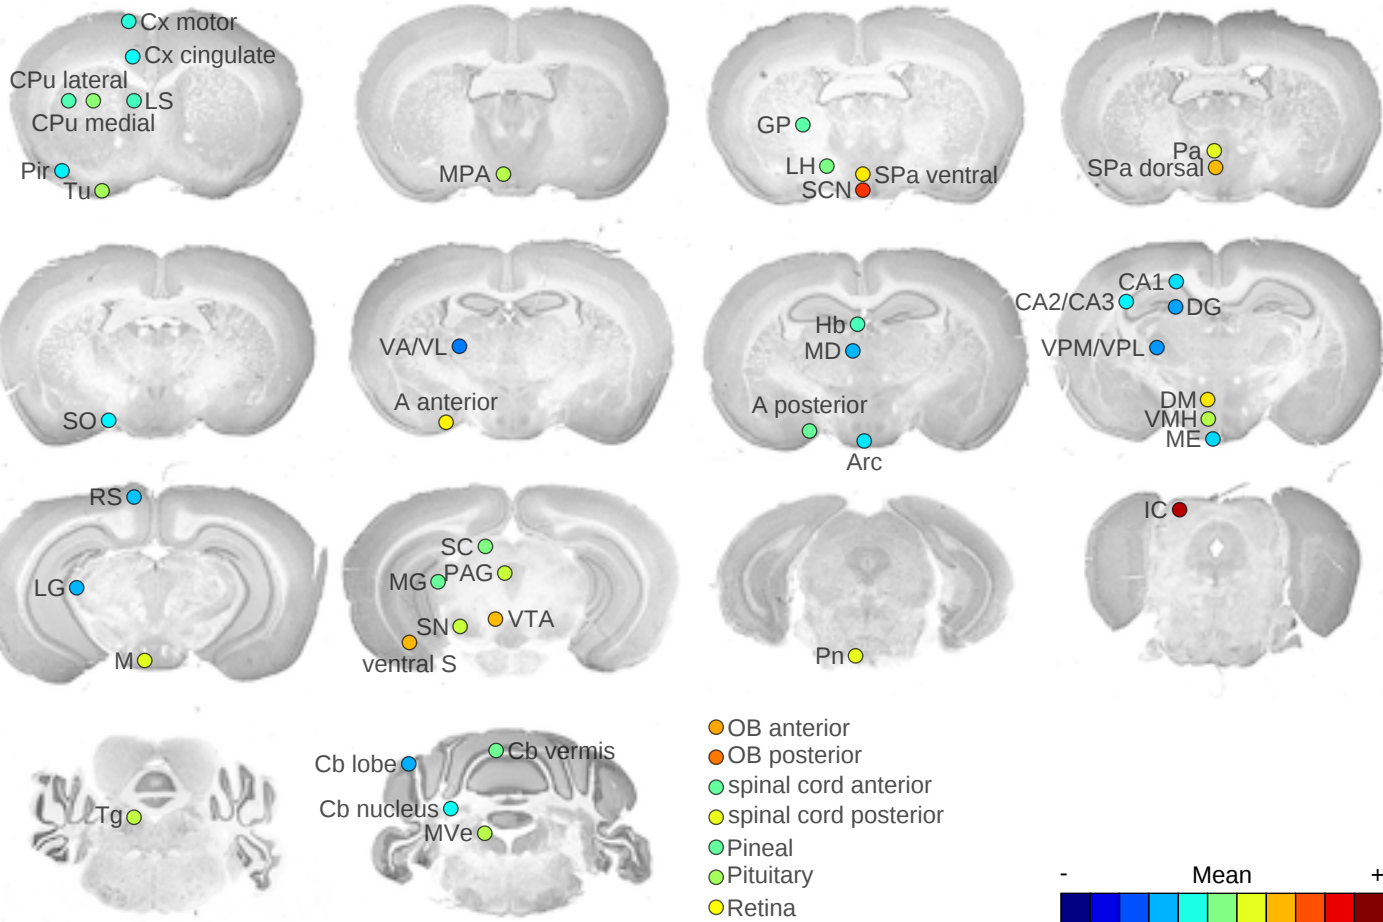 Cx motor
Cx cingulate
CPu lateral
LS
CPu medial
Pir
Tu
MPA
GP
LH
SPa ventral
SCN
Pa
SPa dorsal
SO
VA/VL
A anterior
Hb
MD
A posterior
Arc
CA1
CA2/CA3
DG
VPM/VPL
DM
VMH
ME
RS
LG
M
SC
MG
PAG
SN
VTA
ventral S
Pn
IC
Tg
Cb lobe
Cb vermis
Cb nucleus
MVe
OB anterior
OB posterior
spinal cord anterior
spinal cord posterior
Pineal
Pituitary
Retina
- Mean +